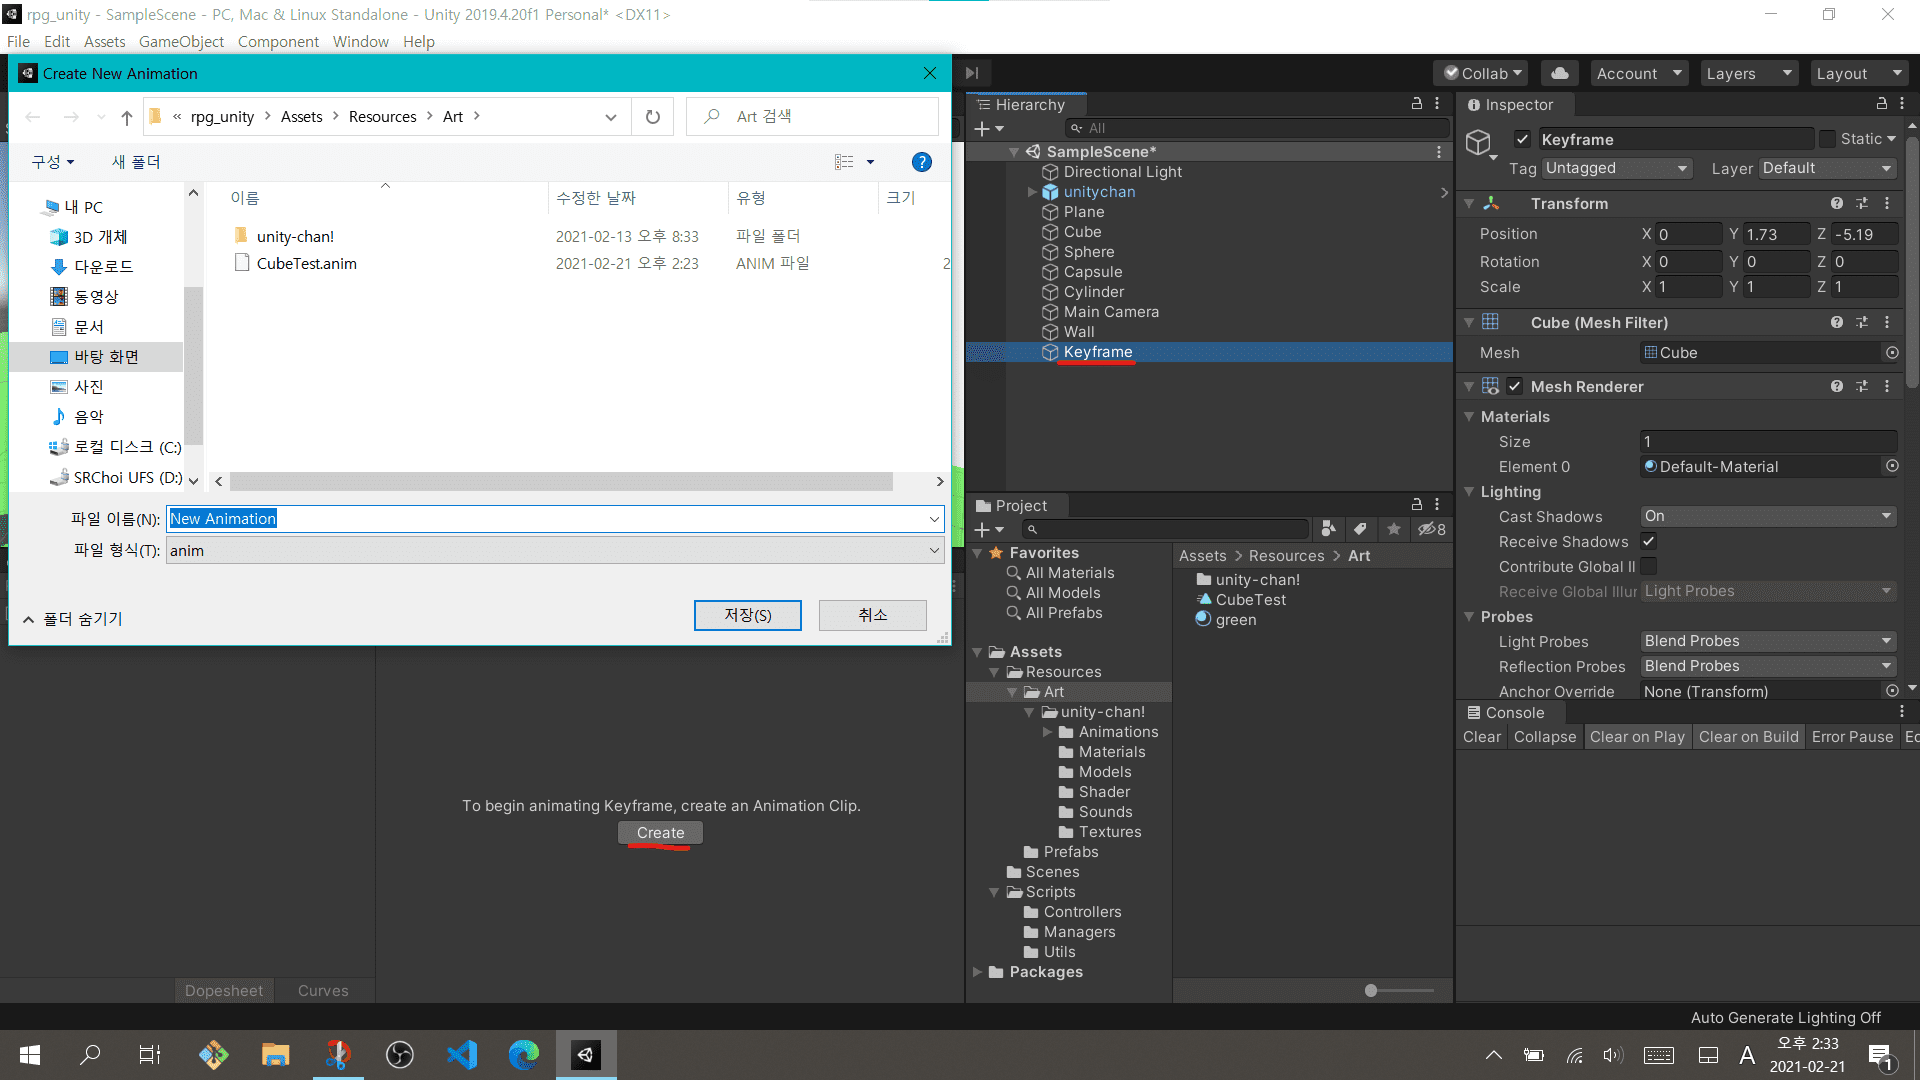 rpg_unity - SampleScene - PC, Mac & Linux Standalone - Unity 2019.4.20f1 Personal* <DX11>
File Edit Assets GameObject Component Window Help
Create New Animation
« rpg_unity > Assets > Resources > Art >
Art 검색
구성
새 폴더
이름
수정한 날짜
유형
크기
내 PC
3D 개체
다운로드
동영상
문서
바탕 화면
사진
음악
로컬 디스크 (C:)
SRChoi UFS (D:)
unity-chan! 2021-02-13 오후 8:33 파일 폴더
CubeTest.anim 2021-02-21 오후 2:23 ANIM 파일 2
파일 이름(N): New Animation
파일 형식(T): anim
폴더 숨기기
저장(S)
취소
To begin animating Keyframe, create an Animation Clip.
Create
Dopesheet Curves
Collab
Account
Layers
Layout
Hierarchy
All
SampleScene*
Directional Light
unitychan
Plane
Cube
Sphere
Capsule
Cylinder
Main Camera
Wall
Keyframe
Project
8
Favorites
All Materials
All Models
All Prefabs
Assets
Resources
Art
unity-chan!
Animations
Materials
Models
Shader
Sounds
Textures
Prefabs
Scenes
Scripts
Controllers
Managers
Utils
Packages
Assets > Resources > Art
unity-chan!
CubeTest
green
Inspector
Keyframe
Static
Tag Untagged Layer Default
Transform
Position X 0 Y 1.73 Z -5.19
Rotation X 0 Y 0 Z 0
Scale X 1 Y 1 Z 1
Cube (Mesh Filter)
Mesh Cube
Mesh Renderer
Materials
Size 1
Element 0 Default-Material
Lighting
Cast Shadows On
Receive Shadows
Contribute Global Il
Receive Global Illur Light Probes
Probes
Light Probes Blend Probes
Reflection Probes Blend Probes
Anchor Override None (Transform)
Console
Clear Collapse Clear on Play Clear on Build Error Pause Ec
Auto Generate Lighting Off
A
오후 2:33
2021-02-21
1